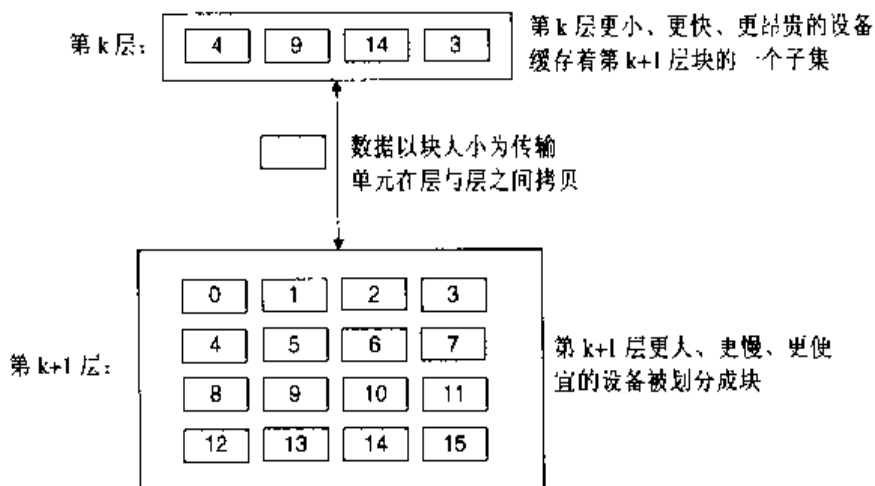 第 k 层：
4 9 14 3
第 k 层更小、更快、更昂贵的设备
缓存着第 k+1 层块的一个子集
数据以块大小为传输
单元在层与层之间拷贝
0 1 2 3
4 5 6 7
8 9 10 11
12 13 14 15
第 k+1 层：
第 k+1 层更大、更慢、更便
宜的设备被划分成块